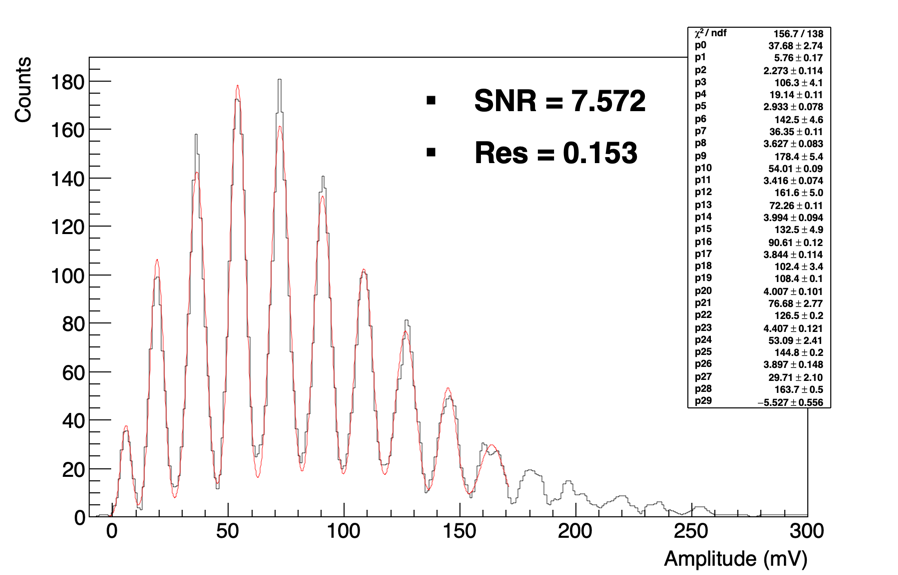 χ² / ndf 156.7 / 138
p0 37.68 ± 2.74
p1 5.76 ± 0.17
p2 2.273 ± 0.114
p3 106.3 ± 4.1
p4 19.14 ± 0.11
p5 2.933 ± 0.078
p6 142.5 ± 4.6
p7 36.35 ± 0.11
p8 3.627 ± 0.083
p9 178.4 ± 5.4
p10 54.01 ± 0.09
p11 3.416 ± 0.074
p12 161.6 ± 5.0
p13 72.26 ± 0.11
p14 3.994 ± 0.094
p15 132.5 ± 4.9
p16 90.61 ± 0.12
p17 3.844 ± 0.114
p18 102.4 ± 3.4
p19 108.4 ± 0.1
p20 4.007 ± 0.101
p21 76.68 ± 2.77
p22 126.5 ± 0.2
p23 4.407 ± 0.121
p24 53.09 ± 2.41
p25 144.8 ± 0.2
p26 3.897 ± 0.148
p27 29.71 ± 2.10
p28 163.7 ± 0.5
p29 −5.527 ± 0.556
▪ SNR = 7.572
▪ Res = 0.153
Counts
180
160
140
120
100
80
60
40
20
0
0 50 100 150 200 250 300
Amplitude (mV)